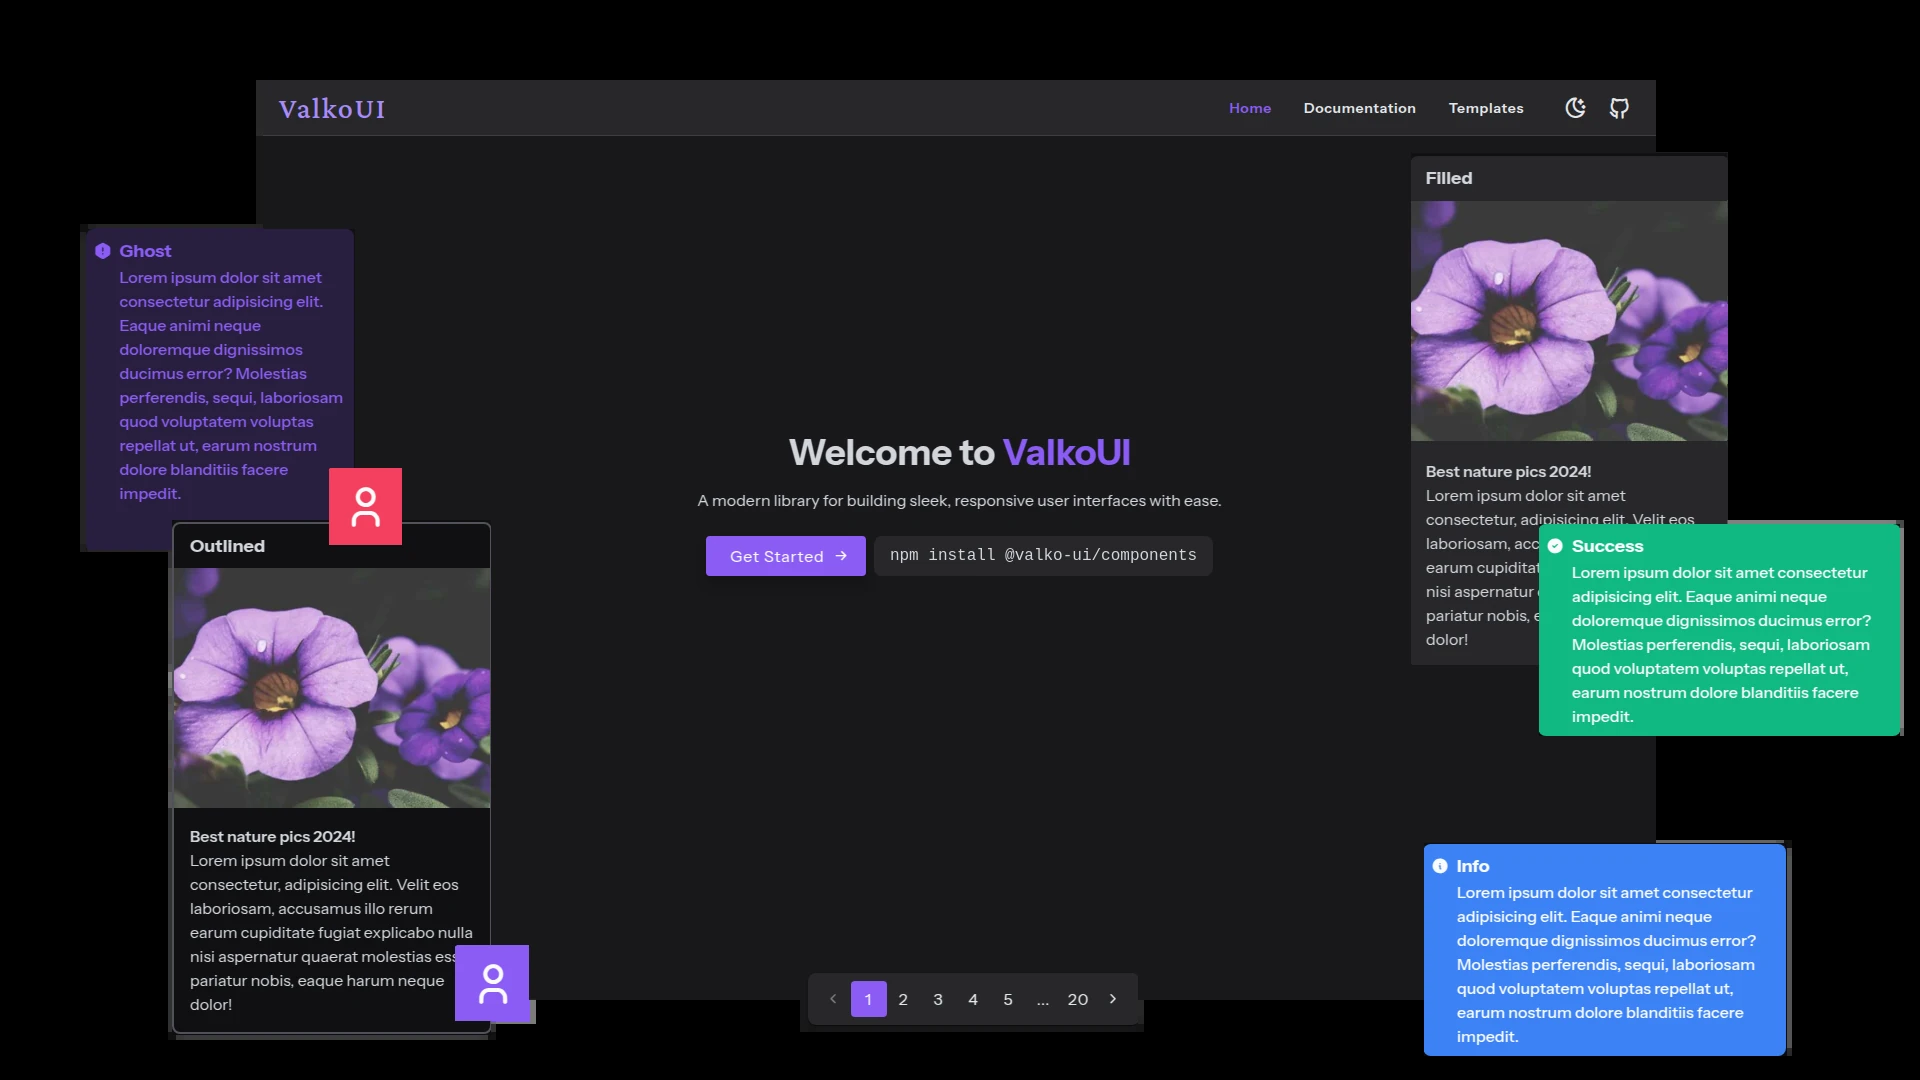 ValkoUI
Home
Documentation
Templates
Ghost
Lorem ipsum dolor sit amet
consectetur adipisicing elit.
Eaque animi neque
doloremque dignissimos
ducimus error? Molestias
perferendis, sequi, laboriosam
quod voluptatem voluptas
repellat ut, earum nostrum
dolore blanditiis facere
impedit.
Outlined
Best nature pics 2024!
Lorem ipsum dolor sit amet
consectetur, adipisicing elit. Velit eos
laboriosam, accusamus illo rerum
earum cupiditate fugiat explicabo nulla
nisi aspernatur quaerat molestias
pariatur nobis, eaque harum neque
dolor!
Welcome to ValkoUI
A modern library for building sleek, responsive user interfaces with ease.
Get Started
npm install @valko-ui/components
1 2 3 4 5 ... 20
Filled
Best nature pics 2024!
Lorem ipsum dolor sit amet
consectetur, adipisicing elit. Velit eos
laboriosam,
earum
nisi aspernatur
pariatur nobis,
dolor!
Success
Lorem ipsum dolor sit amet consectetur
adipisicing elit. Eaque animi neque
doloremque dignissimos ducimus error?
Molestias perferendis, sequi, laboriosam
quod voluptatem voluptas repellat ut,
earum nostrum dolore blanditiis facere
impedit.
Info
Lorem ipsum dolor sit amet consectetur
adipisicing elit. Eaque animi neque
doloremque dignissimos ducimus error?
Molestias perferendis, sequi, laboriosam
quod voluptatem voluptas repellat ut,
earum nostrum dolore blanditiis facere
impedit.